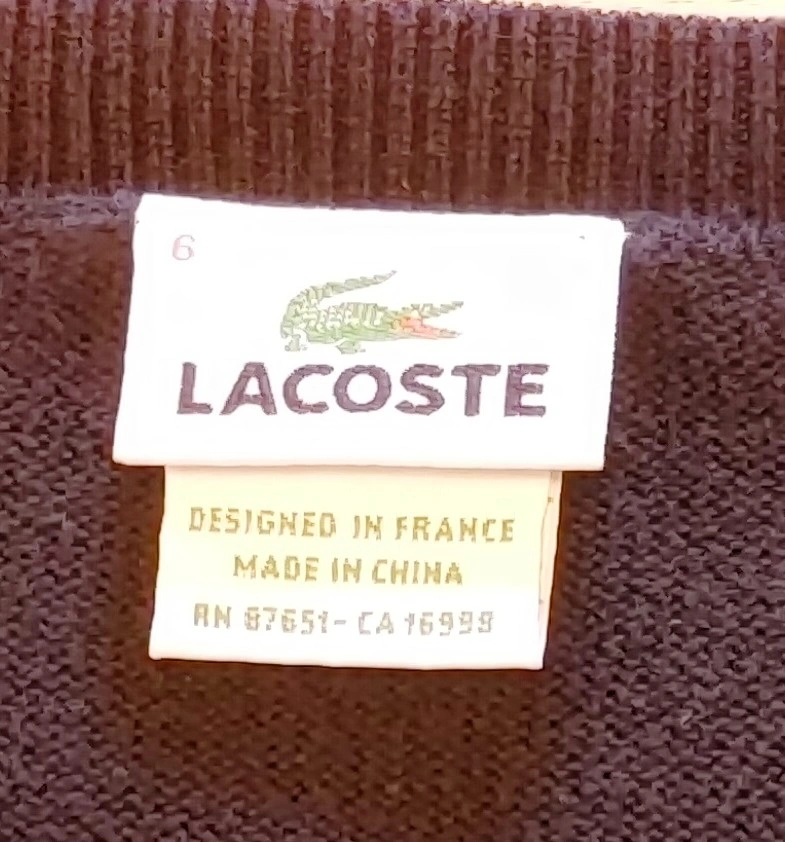 6
LACOSTE
DESIGNED IN FRANCE
MADE IN CHINA
RN 87651- CA 16999